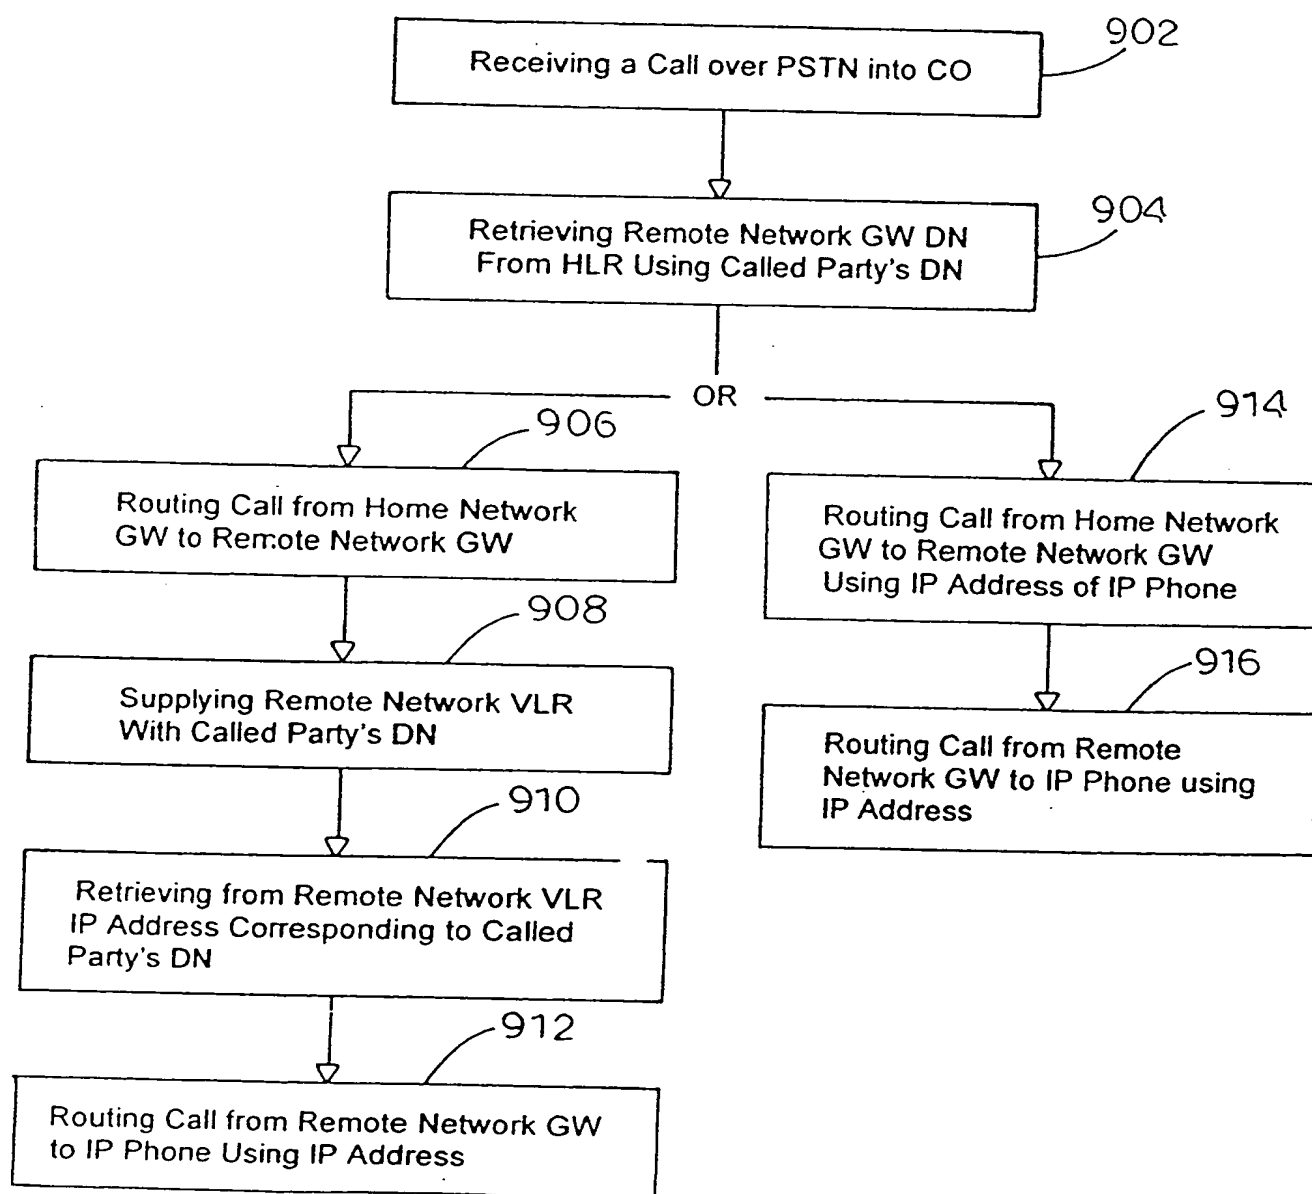 902
Receiving a Call over PSTN into CO
904
Retrieving Remote Network GW DN
From HLR Using Called Party's DN
OR
906
Routing Call from Home Network
GW to Remote Network GW
908
Supplying Remote Network VLR
With Called Party's DN
910
Retrieving from Remote Network VLR
IP Address Corresponding to Called
Party's DN
912
Routing Call from Remote Network GW
to IP Phone Using IP Address
914
Routing Call from Home Network
GW to Remote Network GW
Using IP Address of IP Phone
916
Routing Call from Remote
Network GW to IP Phone using
IP Address